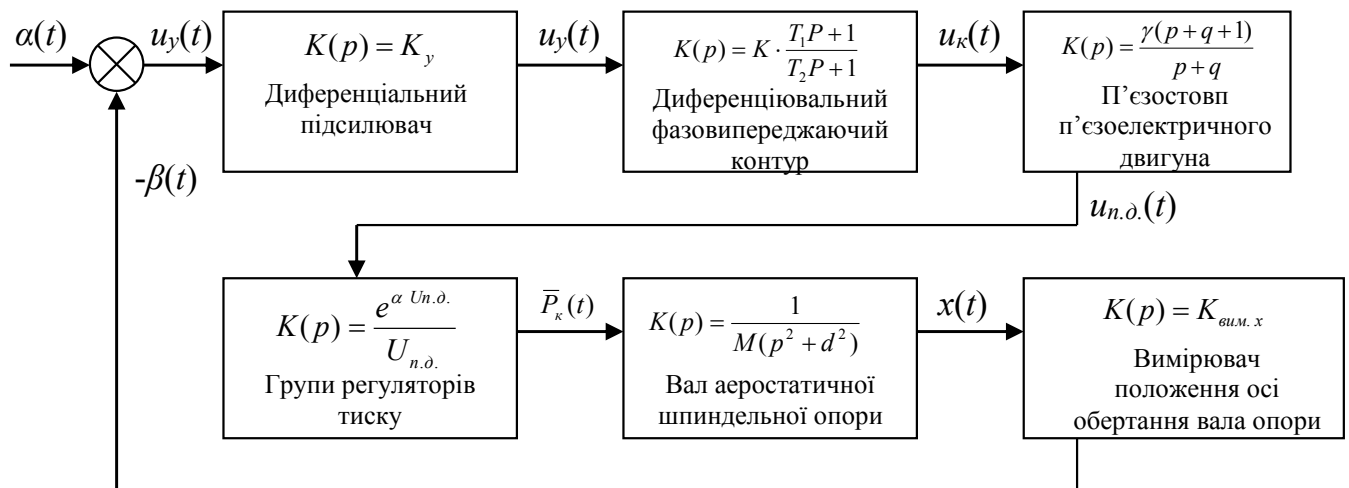 α(t)
u_y(t)
K(p) = K_y
Диференціальний
підсилювач
u_y(t)
K(p) = K · (T_1P + 1)/(T_2P + 1)
Диференціювальний
фазовипереджаючий
контур
u_к(t)
K(p) = γ(p + q + 1)/(p + q)
П’єзостовп
п’єзоелектричного
двигуна
-β(t)
u_п.д.(t)
K(p) = e^(α Uп.д.)/U_п.д.
Групи регуляторів
тиску
P̅_к(t)
K(p) = 1/(M(p² + d²))
Вал аеростатичної
шпиндельної опори
x(t)
K(p) = K_вим. x
Вимірювач
положення осі
обертання вала опори